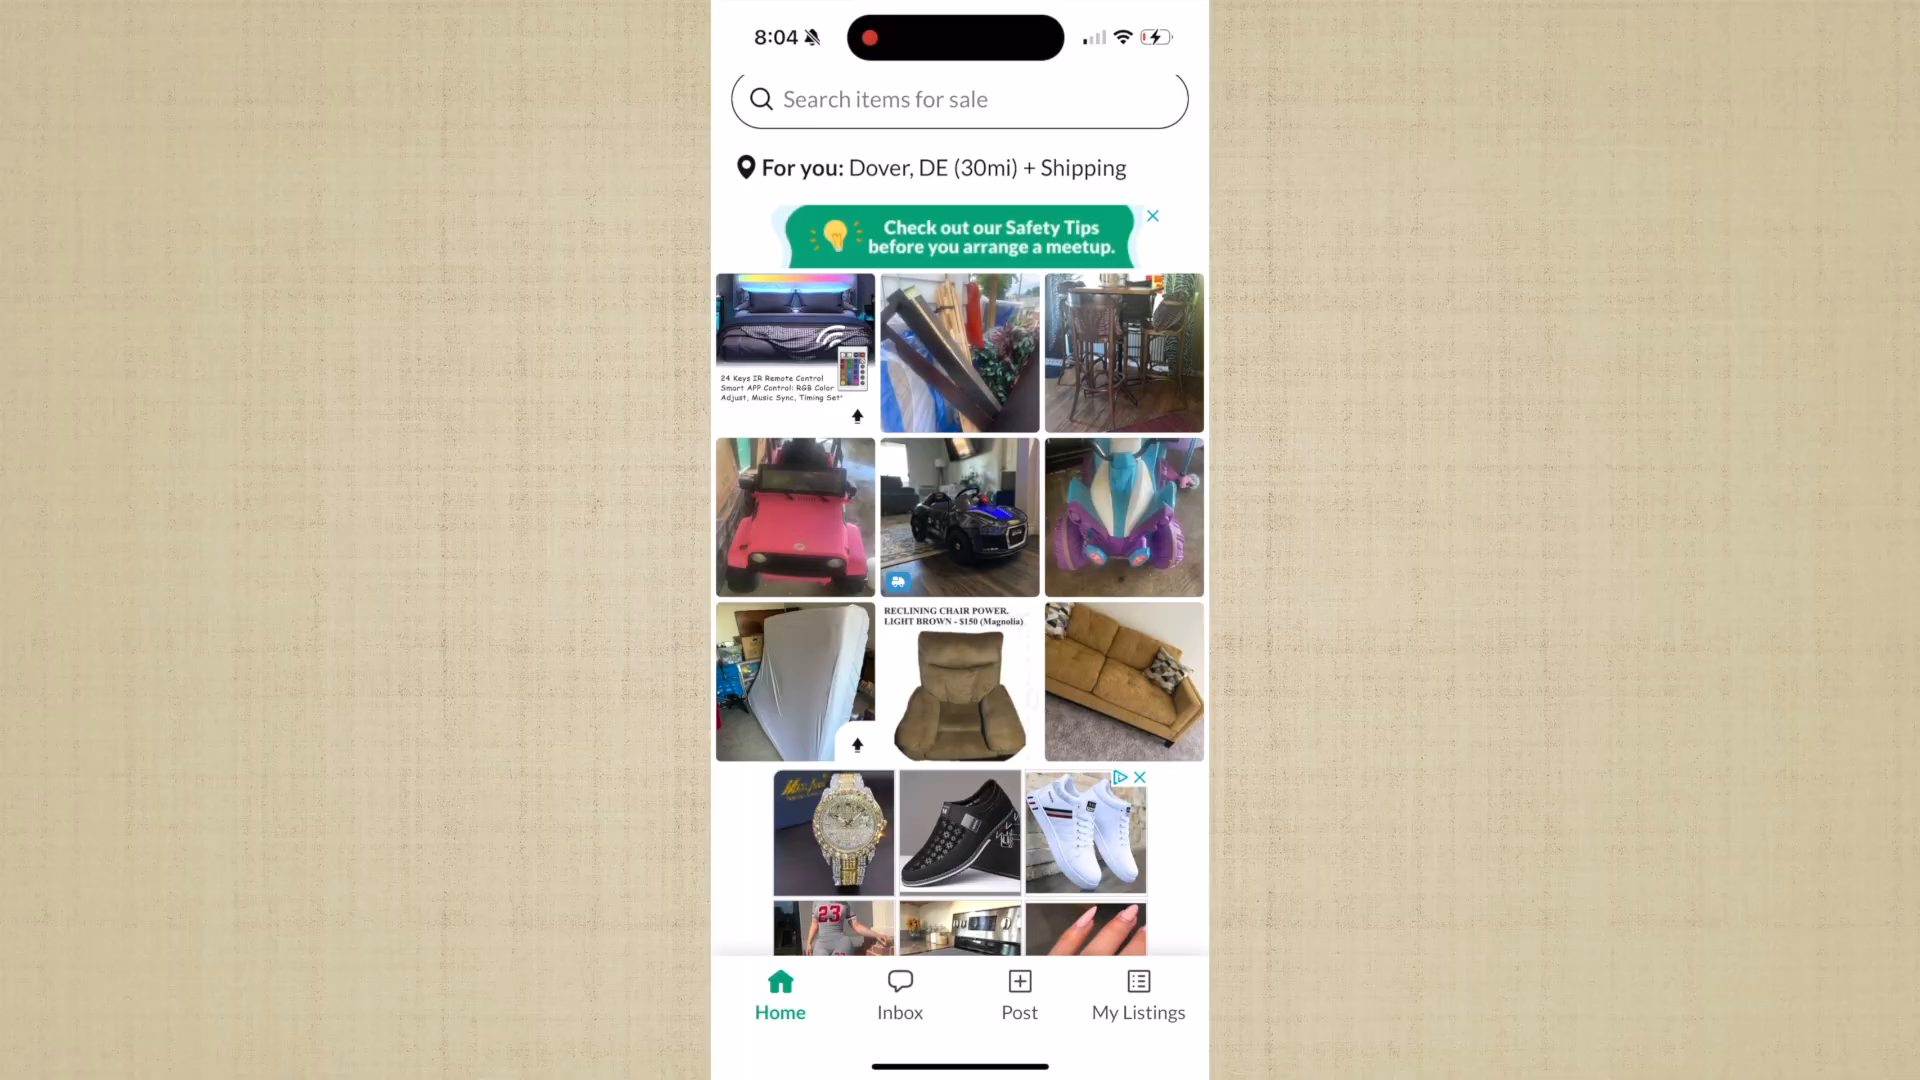 8:04
Search items for sale
For you: Dover, DE (30mi) + Shipping
Check out our Safety Tips
before you arrange a meetup.
24 Keys IR Remote Control
Smart APP Control: RGB Color
Adjust, Music Sync, Timing Set*
RECLINING CHAIR POWER.
LIGHT BROWN - $150 (Magnolia)
23
Home
Inbox
Post
My Listings